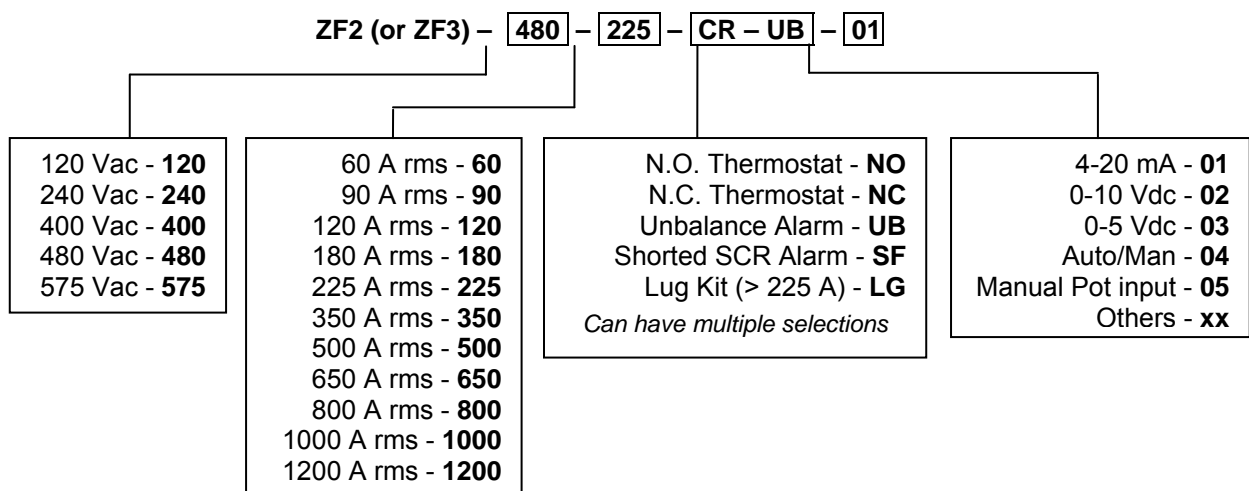 ZF2 (or ZF3) – 480 – 225 – CR – UB – 01
120 Vac - 120
240 Vac - 240
400 Vac - 400
480 Vac - 480
575 Vac - 575
60 A rms - 60
90 A rms - 90
120 A rms - 120
180 A rms - 180
225 A rms - 225
350 A rms - 350
500 A rms - 500
650 A rms - 650
800 A rms - 800
1000 A rms - 1000
1200 A rms - 1200
N.O. Thermostat - NO
N.C. Thermostat - NC
Unbalance Alarm - UB
Shorted SCR Alarm - SF
Lug Kit (> 225 A) - LG
Can have multiple selections
4-20 mA - 01
0-10 Vdc - 02
0-5 Vdc - 03
Auto/Man - 04
Manual Pot input - 05
Others - xx